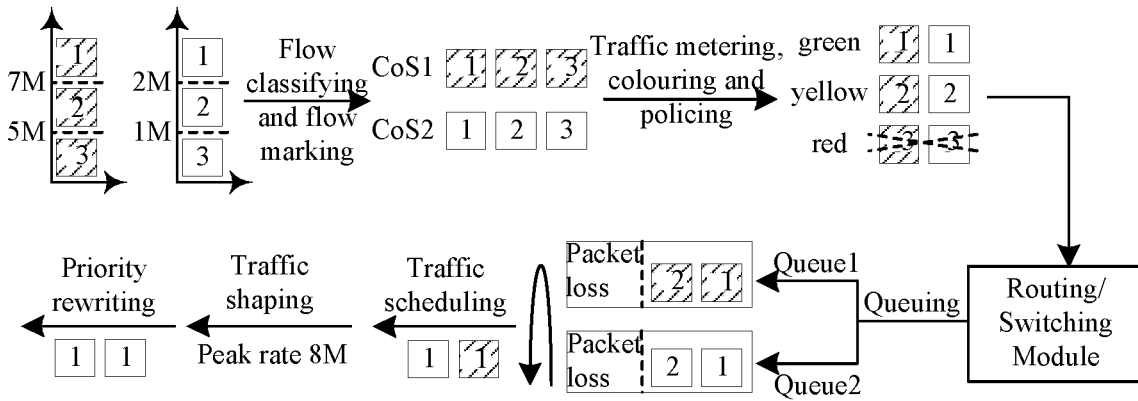 1
7M
2
5M
3
1
2M
2
1M
3
Flow
classifying
and flow
marking
CoS1 1 2 3
CoS2 1 2 3
Traffic metering,
colouring and
policing
green 1 1
yellow 2 2
red 3 3
Routing/
Switching
Module
Queuing
Queue1
Queue2
Packet
loss
2 1
Packet
loss
2 1
Traffic
scheduling
1 1
Traffic
shaping
Peak rate 8M
Priority
rewriting
1 1